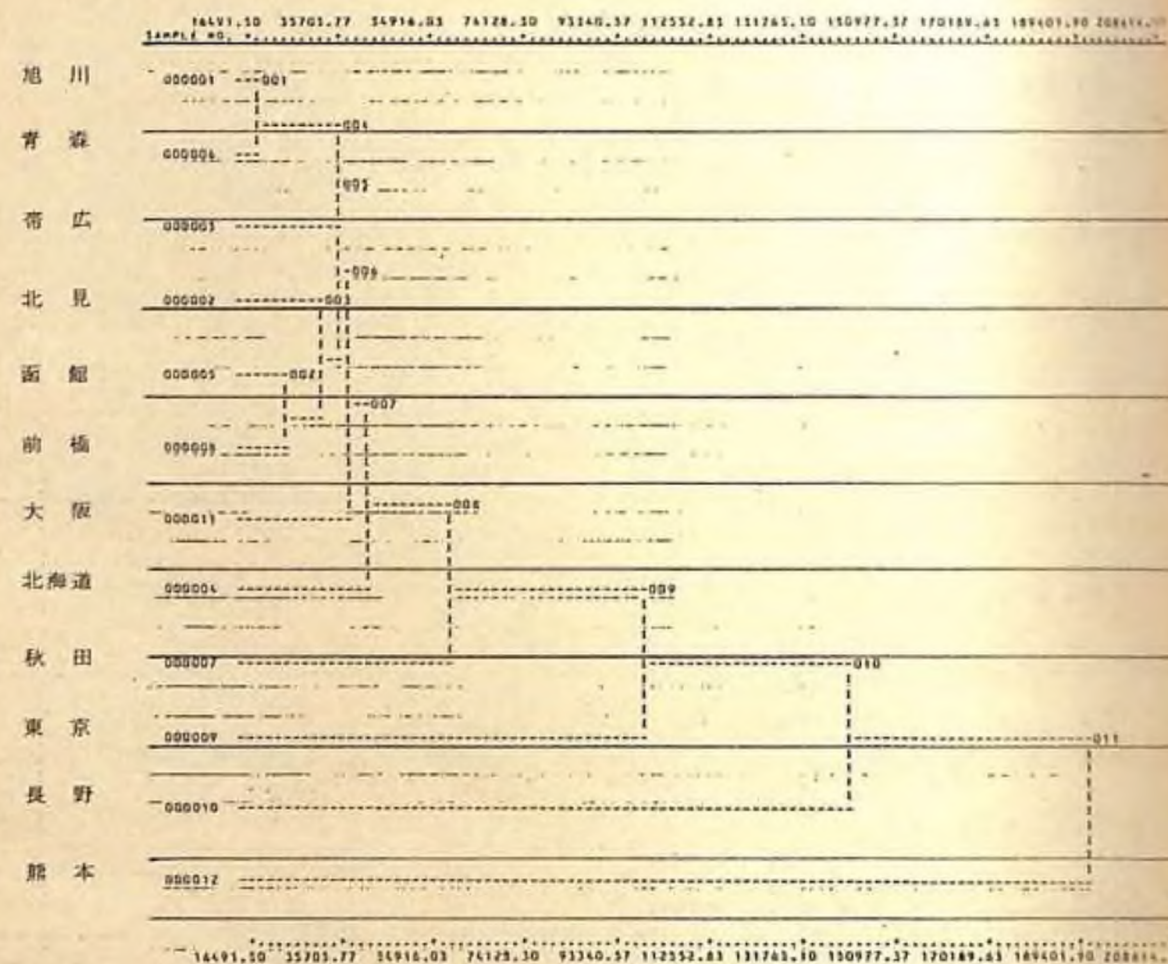 16491.50 35703.77 54916.03 74128.30 93340.57 112552.83 131765.10 150977.37 170189.63 189401.90
SAMPLE NO.
旭川 000001 001
004
青森 000006
005
帯広 000003
006
北見 000002 003
函館 000005 002
007
前橋 000008
大阪 000011 008
北海道 000004 009
秋田 000007 010
東京 000009 011
長野 000010
熊本 000012
16491.50 35703.77 54916.03 74128.30 93340.57 112552.83 131765.10 150977.37 170189.63 189401.90